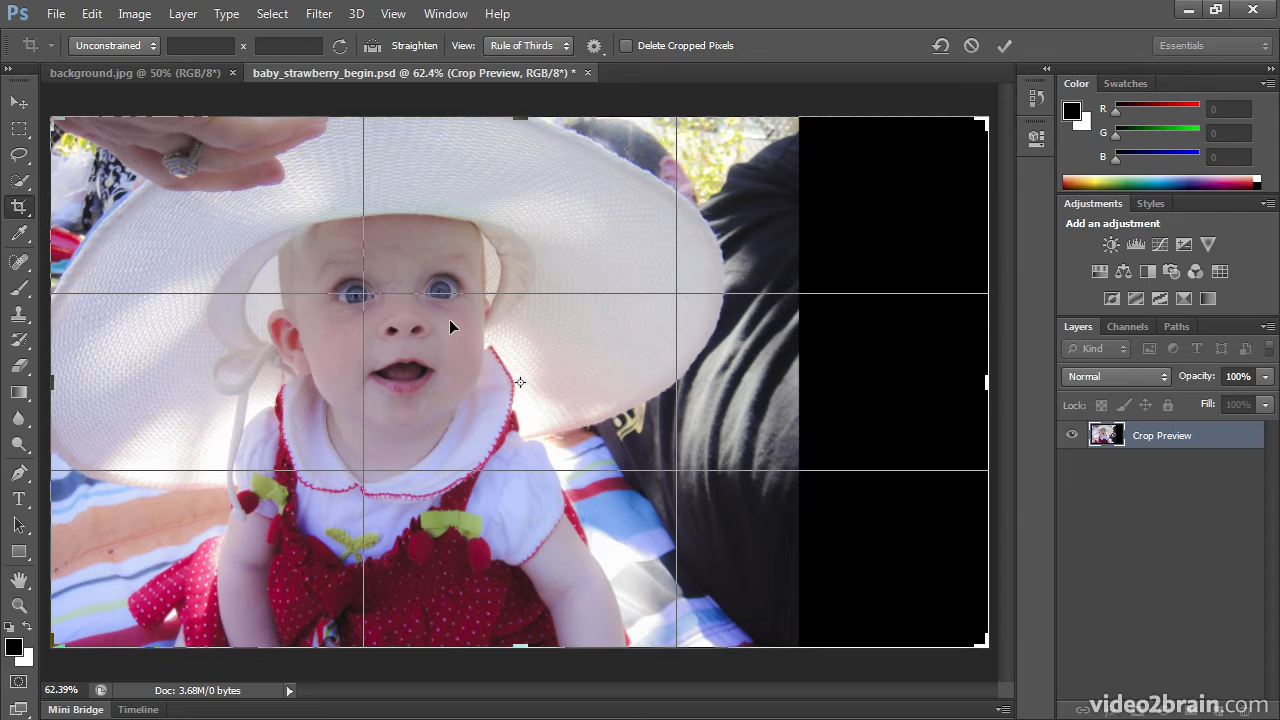 Ps File Edit Image Layer Type Select Filter 3D View Window Help
Unconstrained x Straighten View: Rule of Thirds Delete Cropped Pixels Essentials
background.jpg @ 50% (RGB/8*) × baby_strawberry_begin.psd @ 62.4% (Crop Preview, RGB/8*) * ×
Color Swatches
R 0
G 0
B 0
Adjustments Styles
Add an adjustment
Layers Channels Paths
Kind
Normal Opacity: 100%
Lock: Fill: 100%
Crop Preview
62.39% Doc: 3.68M/0 bytes
Mini Bridge Timeline
video2brain.com